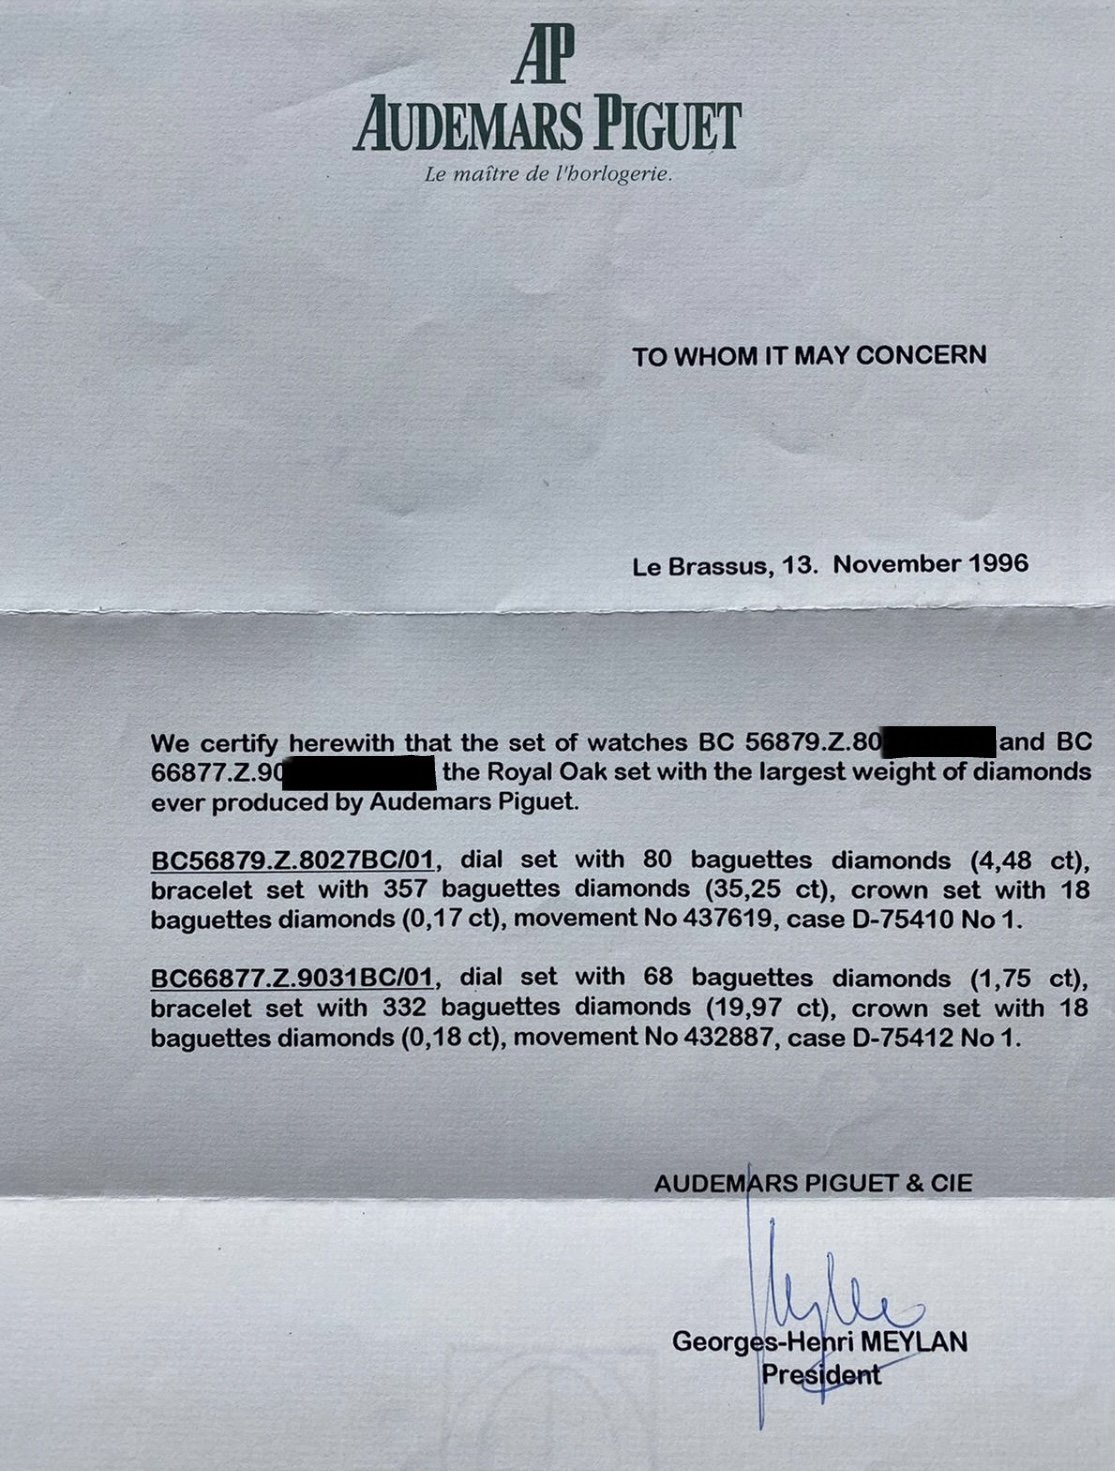 AP
AUDEMARS PIGUET
Le maître de l'horlogerie.
TO WHOM IT MAY CONCERN
Le Brassus, 13. November 1996
We certify herewith that the set of watches BC 56879.Z.80 and BC
66877.Z.90 the Royal Oak set with the largest weight of diamonds
ever produced by Audemars Piguet.
BC56879.Z.8027BC/01, dial set with 80 baguettes diamonds (4,48 ct),
bracelet set with 357 baguettes diamonds (35,25 ct), crown set with 18
baguettes diamonds (0,17 ct), movement No 437619, case D-75410 No 1.
BC66877.Z.9031BC/01, dial set with 68 baguettes diamonds (1,75 ct),
bracelet set with 332 baguettes diamonds (19,97 ct), crown set with 18
baguettes diamonds (0,18 ct), movement No 432887, case D-75412 No 1.
AUDEMARS PIGUET & CIE
Georges-Henri MEYLAN
President